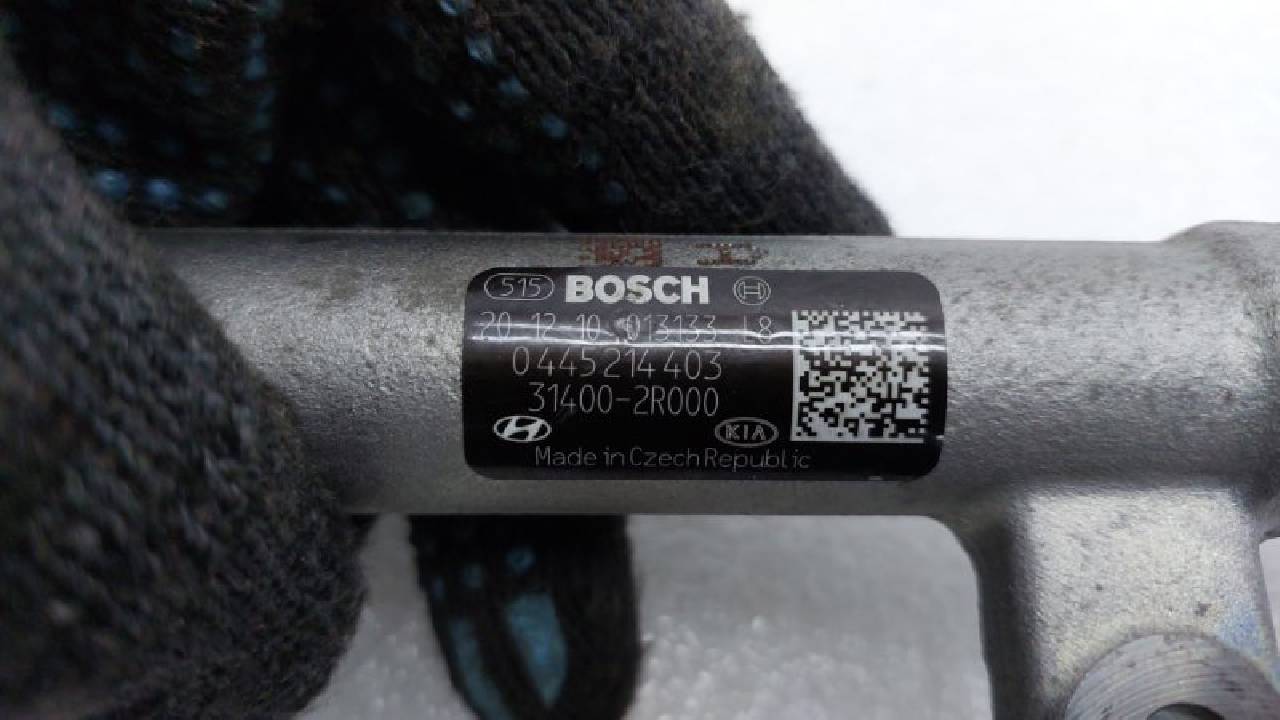 515 BOSCH
20 12 10 013133 L8
0445214403
31400-2R000
KIA
Made in Czech Republic